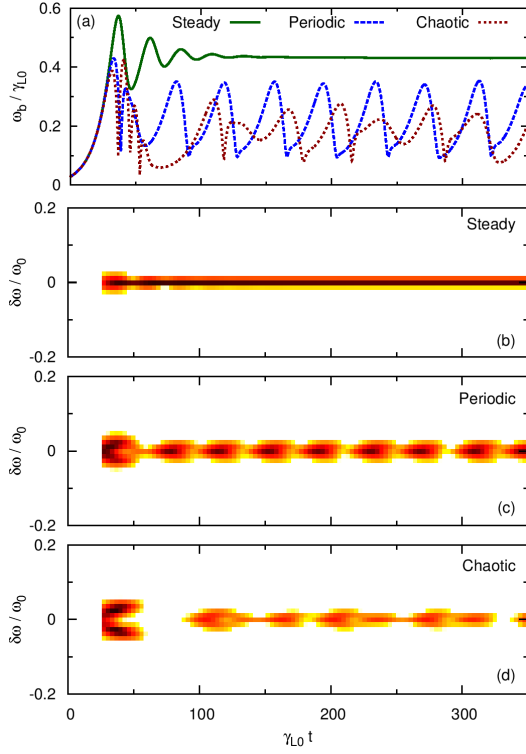 0.6
(a)
Steady
Periodic
Chaotic
0.4
0.2
0
ω_b / γ_L0
0.2
Steady
0
-0.2
δω / ω_0
(b)
0.2
Periodic
0
-0.2
δω / ω_0
(c)
0.2
Chaotic
0
-0.2
δω / ω_0
(d)
0 100 200 300
γ_L0 t